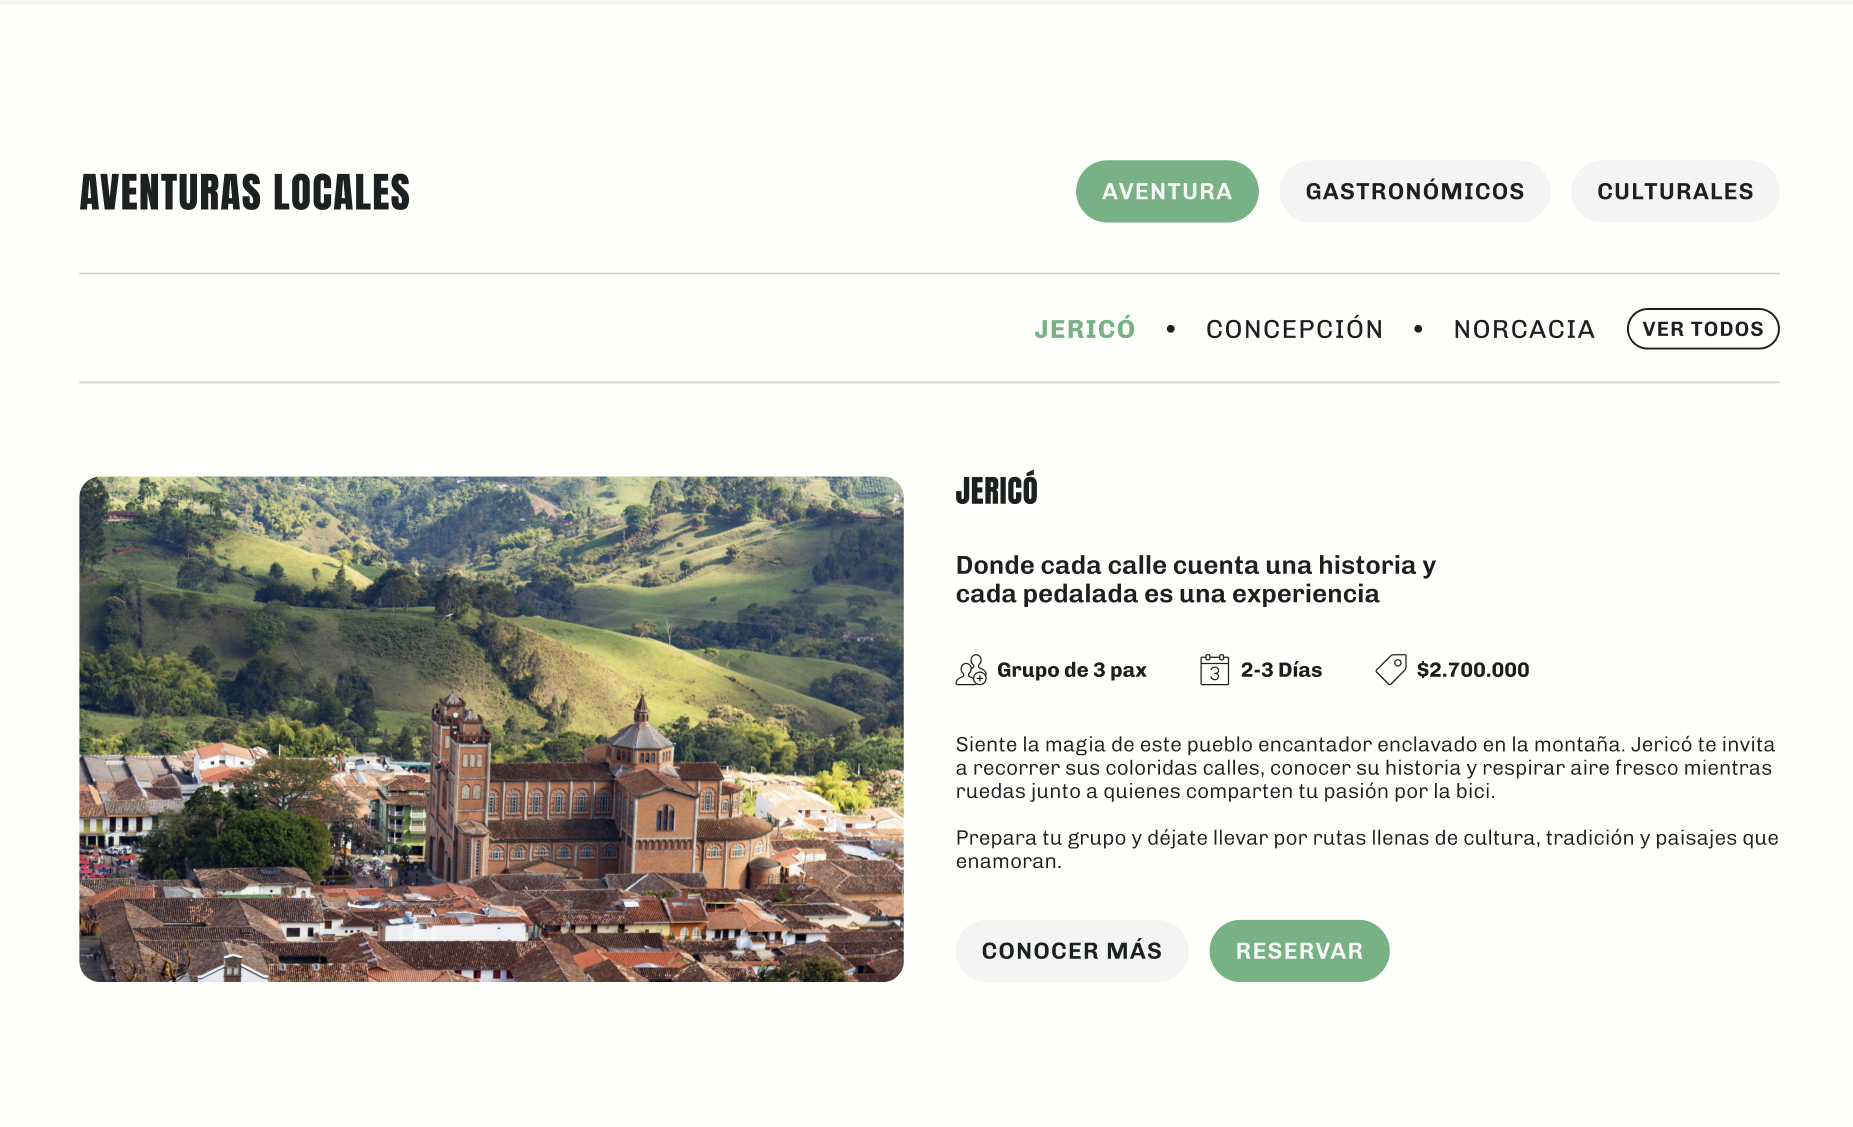 AVENTURAS LOCALES
AVENTURA
GASTRONÓMICOS
CULTURALES
JERICÓ • CONCEPCIÓN • NORCACIA
VER TODOS
JERICÓ
Donde cada calle cuenta una historia y
cada pedalada es una experiencia
Grupo de 3 pax
3
2-3 Días
$2.700.000
Siente la magia de este pueblo encantador enclavado en la montaña. Jericó te invita
a recorrer sus coloridas calles, conocer su historia y respirar aire fresco mientras
ruedas junto a quienes comparten tu pasión por la bici.
Prepara tu grupo y déjate llevar por rutas llenas de cultura, tradición y paisajes que
enamoran.
CONOCER MÁS
RESERVAR